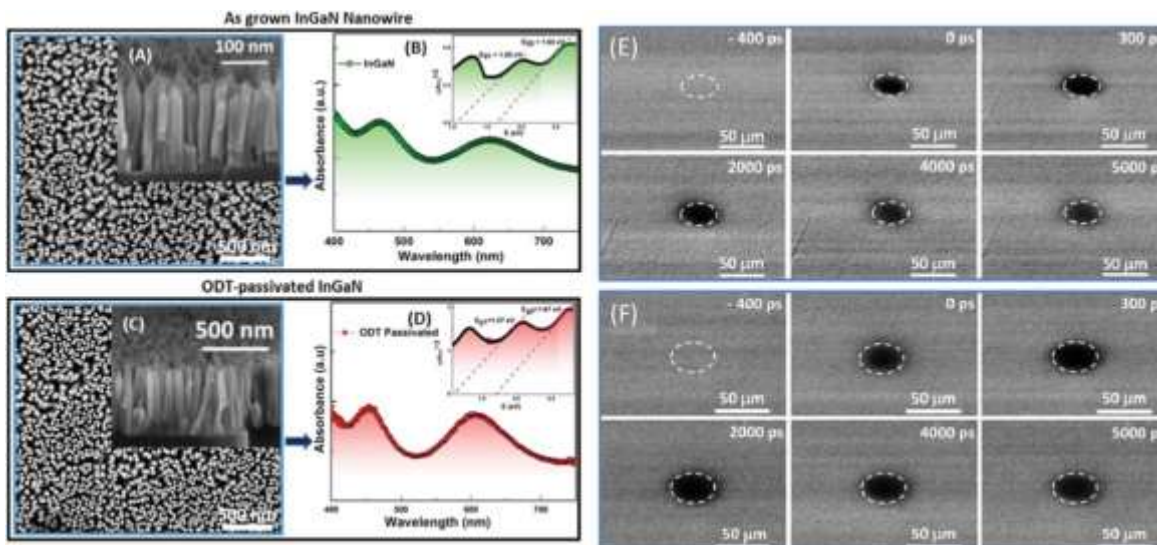 As grown InGaN Nanowire
(A)
100 nm
500 nm
(B)
InGaN
Absorbance (a.u.)
400 500 600 700
Wavelength (nm)
ODT-passivated InGaN
(C)
500 nm
500 nm
(D)
ODT Passivated
Absorbance (a.u)
400 500 600 700
Wavelength (nm)
(E)
- 400 ps
0 ps
300 ps
50 µm
50 µm
50 µm
2000 ps
4000 ps
5000 ps
50 µm
50 µm
50 µm
(F)
- 400 ps
0 ps
300 ps
50 µm
50 µm
50 µm
2000 ps
4000 ps
5000 ps
50 µm
50 µm
50 µm